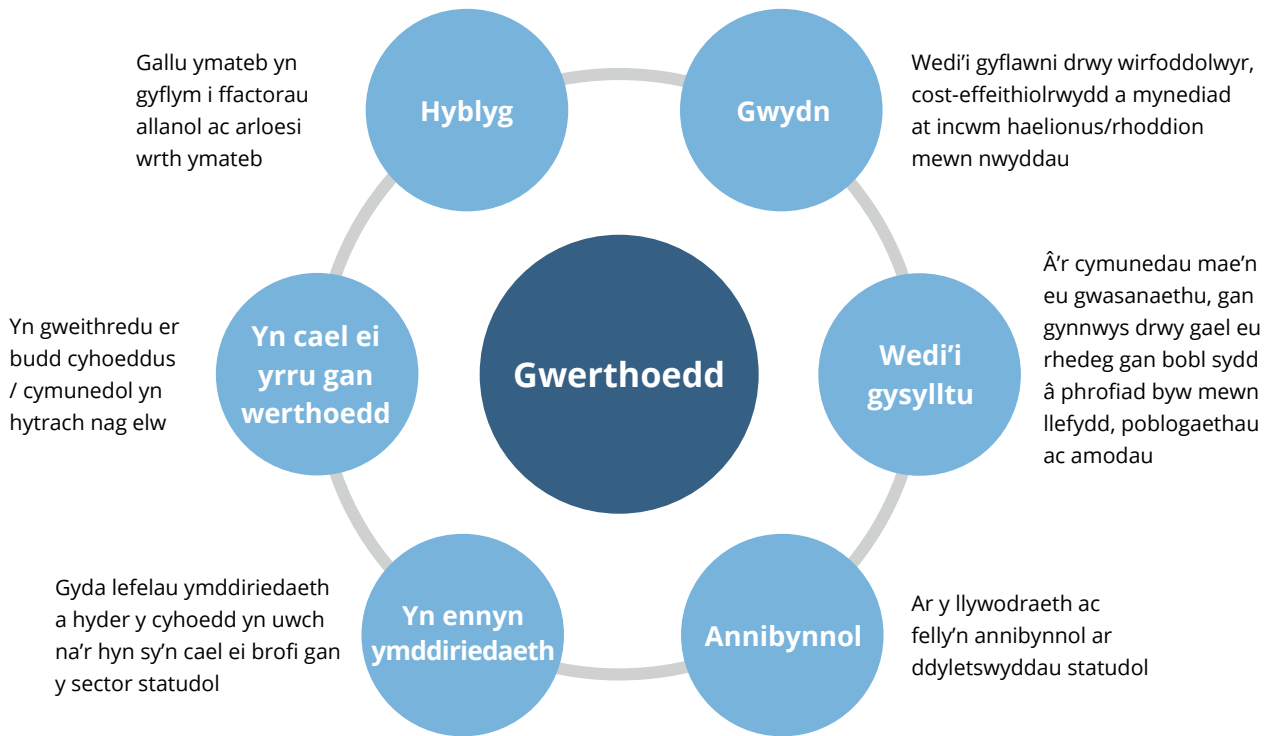 Gallu ymateb yn
gyflym i ffactorau
allanol ac arloesi
wrth ymateb
Hyblyg
Gwydn
Wedi’i gyflawni drwy wirfoddolwyr,
cost-effeithiolrwydd a mynediad
at incwm haelionus/rhoddion
mewn nwyddau
Yn gweithredu er
budd cyhoeddus
/ cymunedol yn
hytrach nag elw
Yn cael ei
yrru gan
werthoedd
Gwerthoedd
Wedi’i
gysylltu
Â’r cymunedau mae’n
eu gwasanaethu, gan
gynnwys drwy gael eu
rhedeg gan bobl sydd
â phrofiad byw mewn
llefydd, poblogaethau
ac amodau
Gyda lefelau ymddiriedaeth
a hyder y cyhoedd yn uwch
na’r hyn sy’n cael ei brofi gan
y sector statudol
Yn ennyn
ymddiriedaeth
Annibynnol
Ar y llywodraeth ac
felly’n annibynnol ar
ddyletswyddau statudol